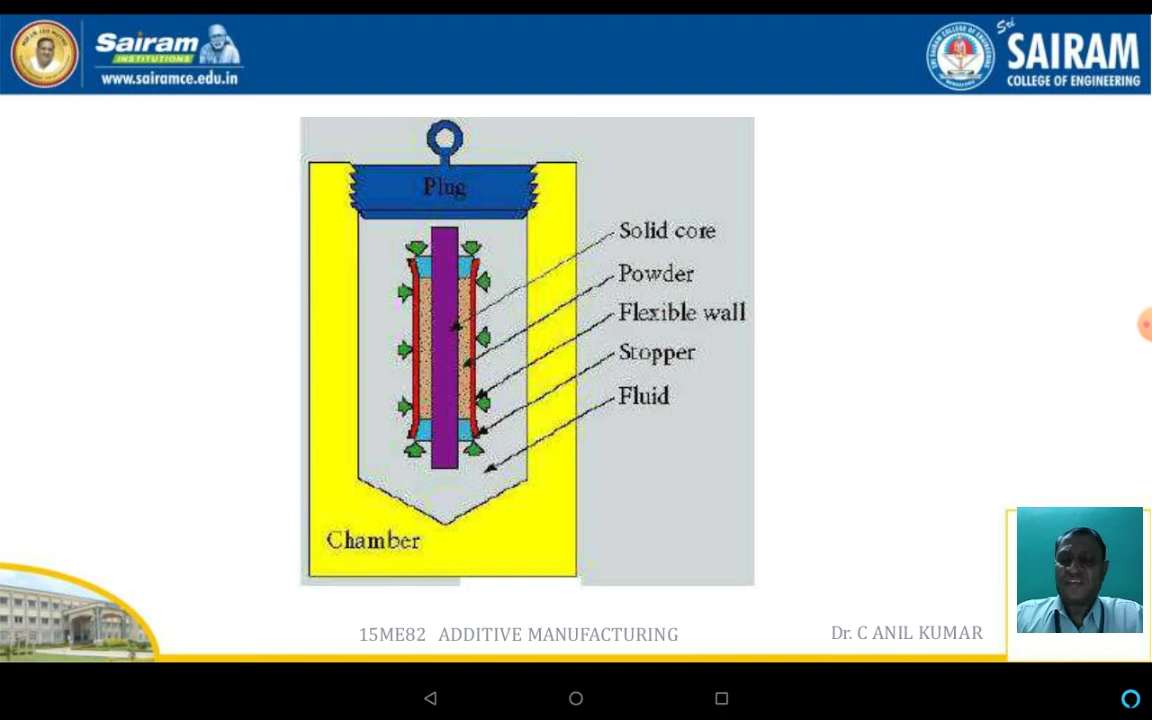 Sairam
INSTITUTIONS
www.sairamce.edu.in
Sri
SAIRAM
COLLEGE OF ENGINEERING
Plug
Solid core
Powder
Flexible wall
Stopper
Fluid
Chamber
15ME82 ADDITIVE MANUFACTURING
Dr. C ANIL KUMAR